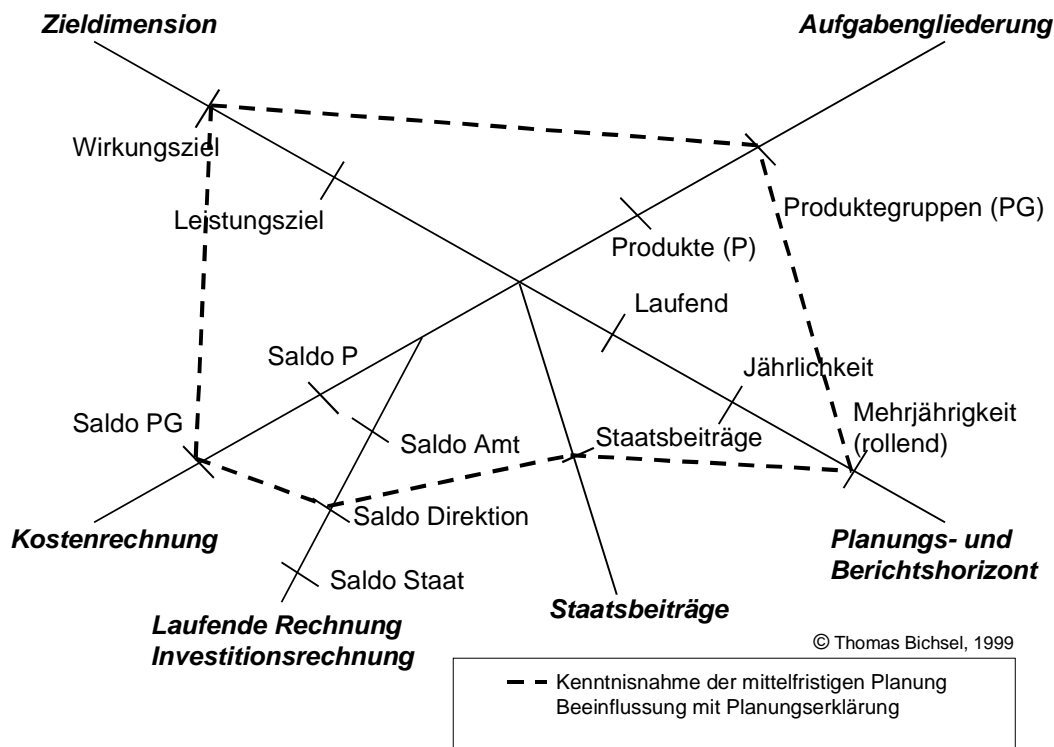 Zieldimension
Aufgabengliederung
Wirkungsziel
Leistungsziel
Produktegruppen (PG)
Produkte (P)
Laufend
Saldo P
Jährlichkeit
Saldo PG
Mehrjährigkeit
(rollend)
Saldo Amt
Staatsbeiträge
Saldo Direktion
Kostenrechnung
Planungs- und
Berichtshorizont
Saldo Staat
Staatsbeiträge
Laufende Rechnung
Investitionsrechnung
© Thomas Bichsel, 1999
Kenntnisnahme der mittelfristigen Planung
Beeinflussung mit Planungserklärung